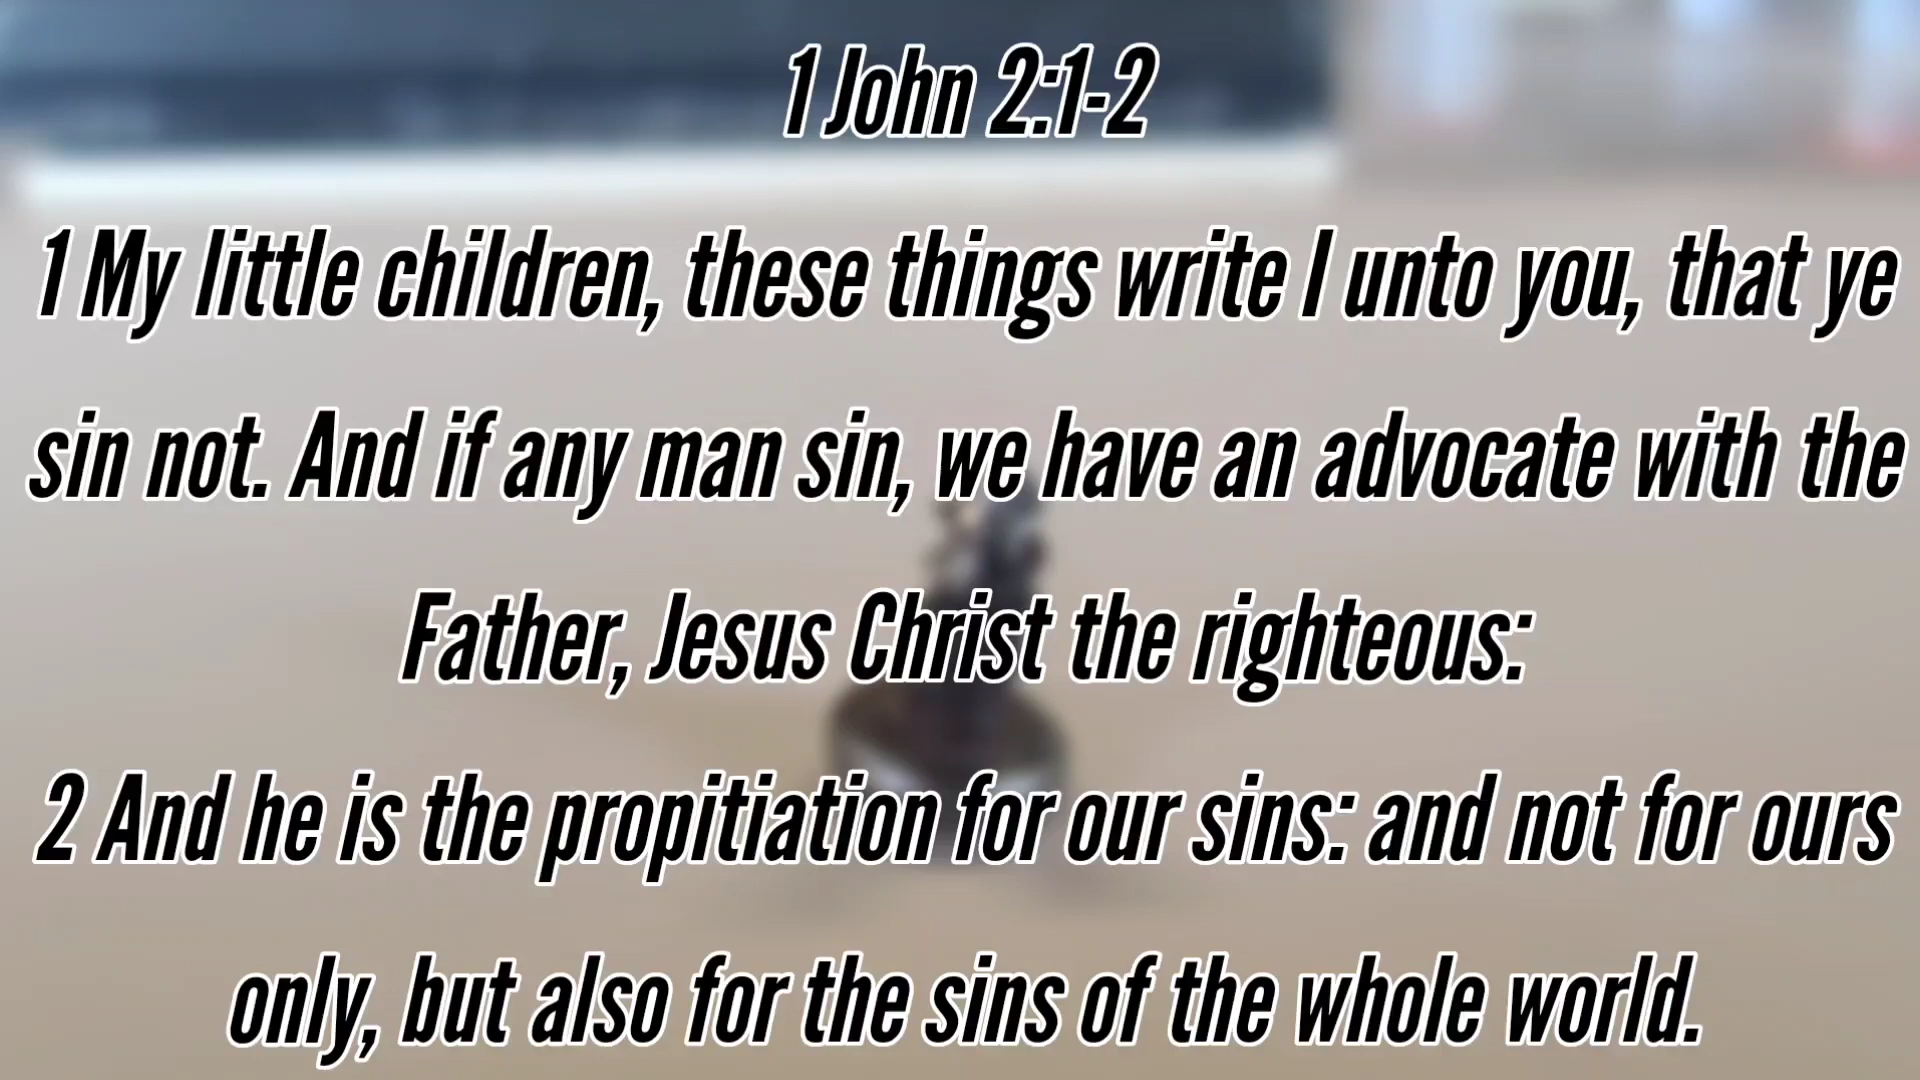 1 John 2:1-2
1 My little children, these things write I unto you, that ye
sin not. And if any man sin, we have an advocate with the
Father, Jesus Christ the righteous:
2 And he is the propitiation for our sins: and not for ours
only, but also for the sins of the whole world.